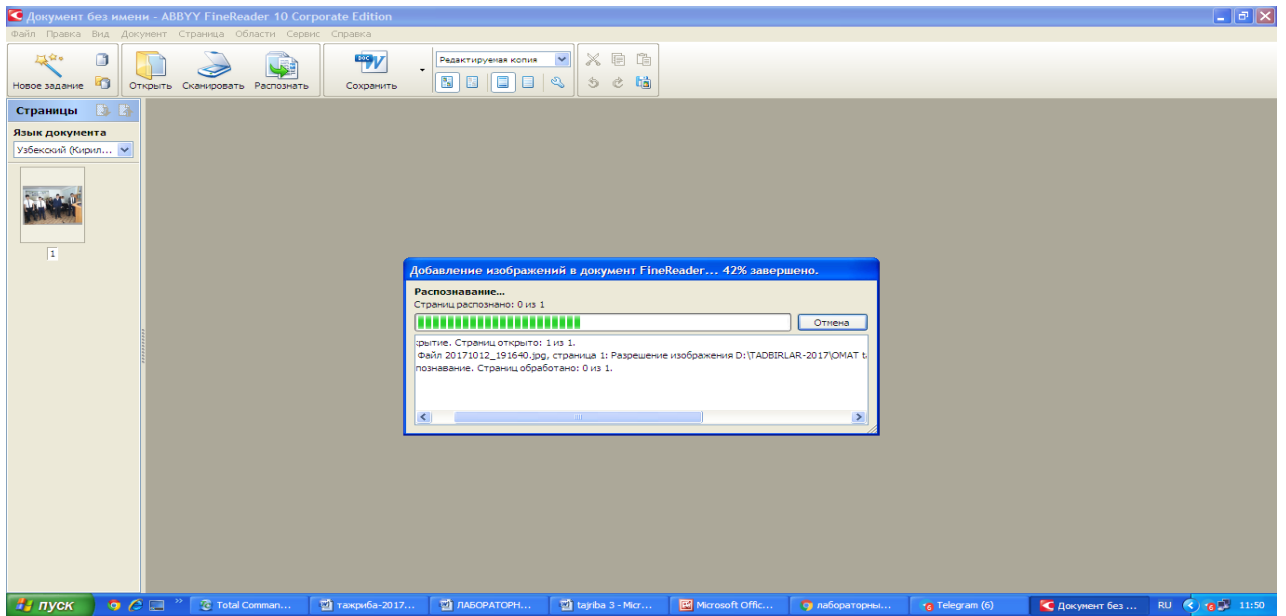 Документ без имени - ABBYY FineReader 10 Corporate Edition
Файл Правка Вид Документ Страница Области Сервис Справка
Редактируемая копия
Новое задание Открыть Сканировать Распознать Сохранить
Страницы
Язык документа
Узбекский (Кирил...
1
Добавление изображений в документ FineReader... 42% завершено.
Распознавание...
Страниц распознано: 0 из 1
Отмена
крытие. Страниц открыто: 1 из 1.
Файл 20171012_191640.jpg, страница 1: Разрешение изображения D:\TADBIRLAR-2017\OMAT ta
познавание. Страниц обработано: 0 из 1.
пуск Total Comman... тажриба-2017... ЛАБОРАТОРН... tajriba 3 - Micr... Microsoft Offic... лабораторны... Telegram (6) Документ без ... RU 11:50